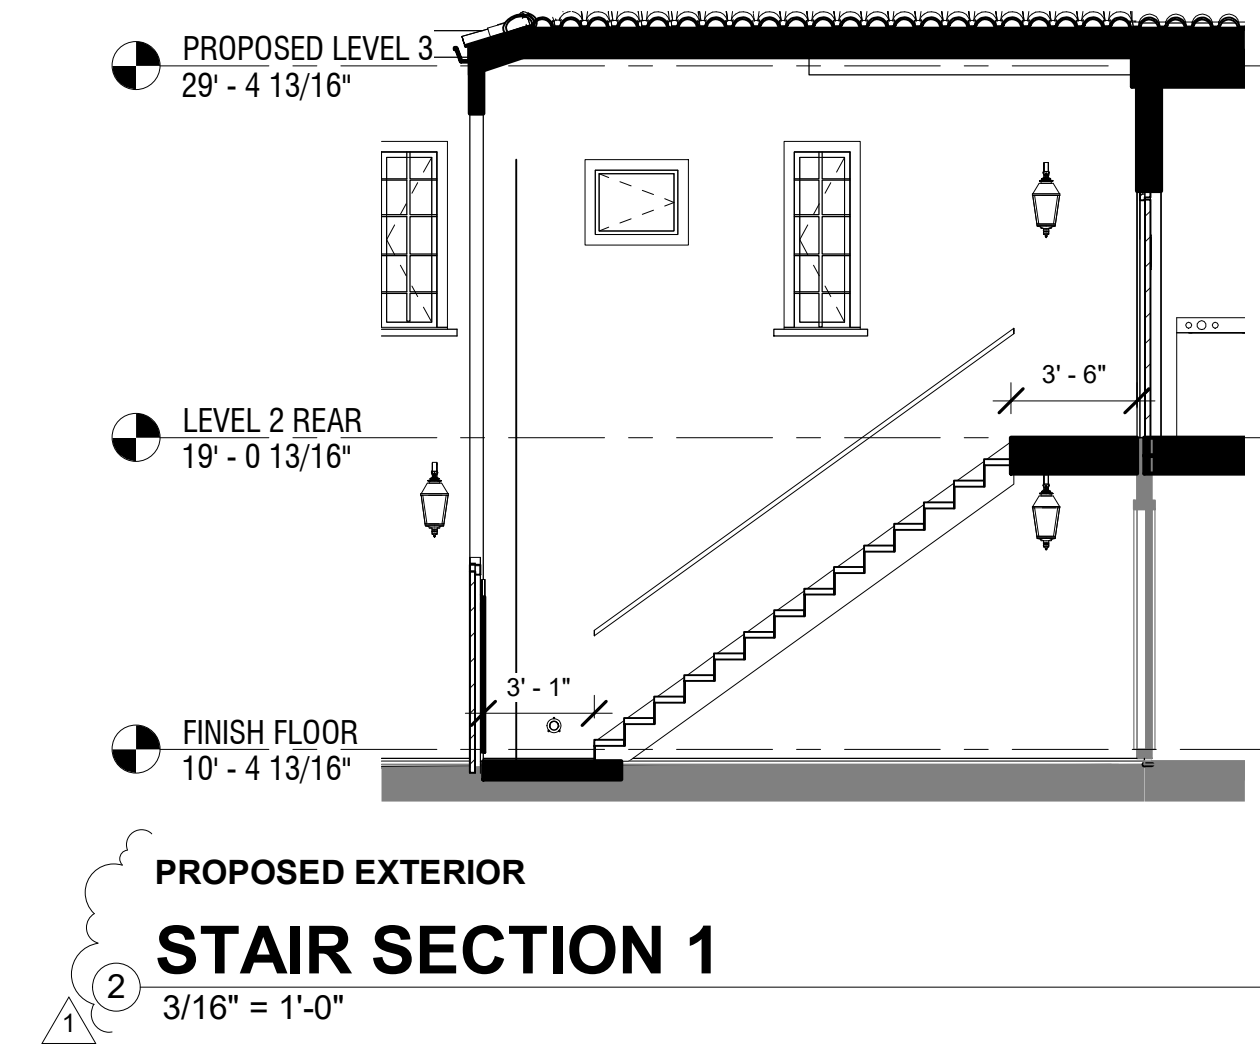 PROPOSED LEVEL 3
29' - 4 13/16"
3' - 6"
LEVEL 2 REAR
19' - 0 13/16"
3' - 1"
FINISH FLOOR
10' - 4 13/16"
PROPOSED EXTERIOR
STAIR SECTION 1
2
3/16" = 1'-0"
1